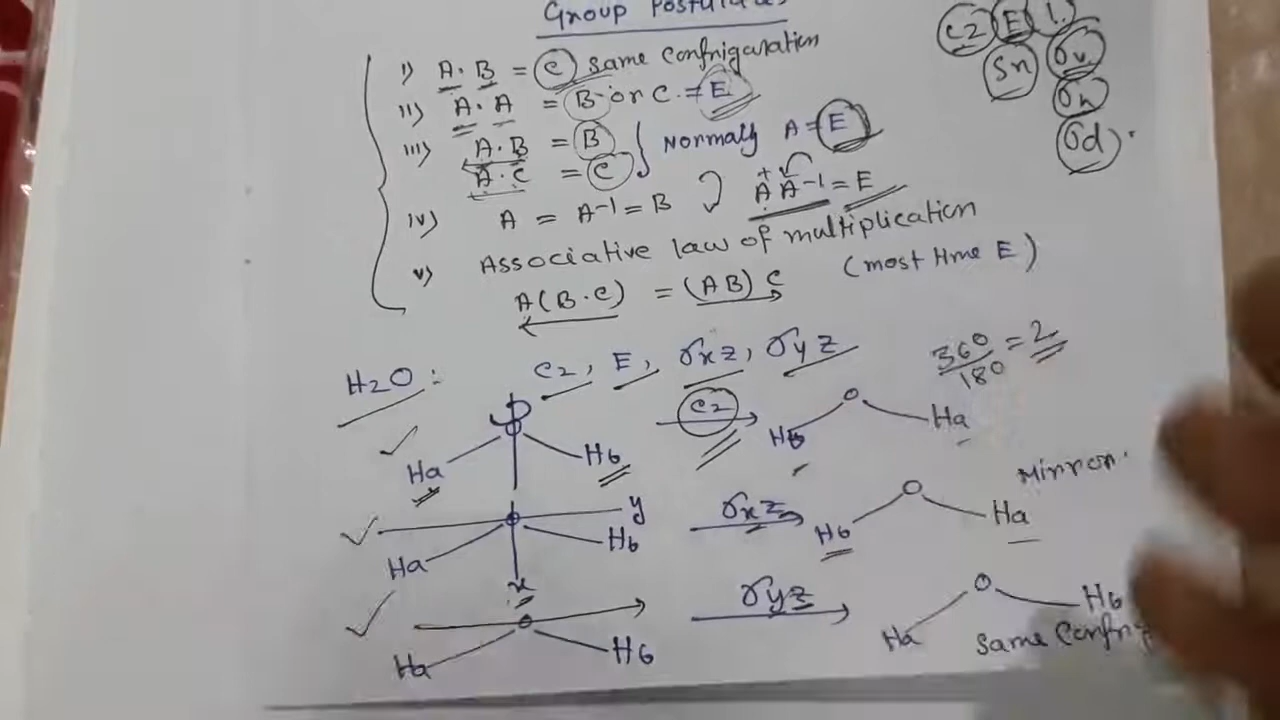 Group Postulates
C2 E i
Sn σv
σh
σd
i) A·B = C same confriguration
ii) A·A = B or C = E
iii) A·B = B
A·C = C
Normally A = E
iv) A = A-1 = B
A A-1 = E
v) Associative law of multiplication
A(B·C) = (AB) C (most time E)
H2O: C2, E, σxz, σyz
360/180 = 2
Ha Hb C2 Hb O Ha
Mirror
y
Ha Hb σxz Hb O Ha
x
Ha Hb σyz Ha O Hb
Same Confrig